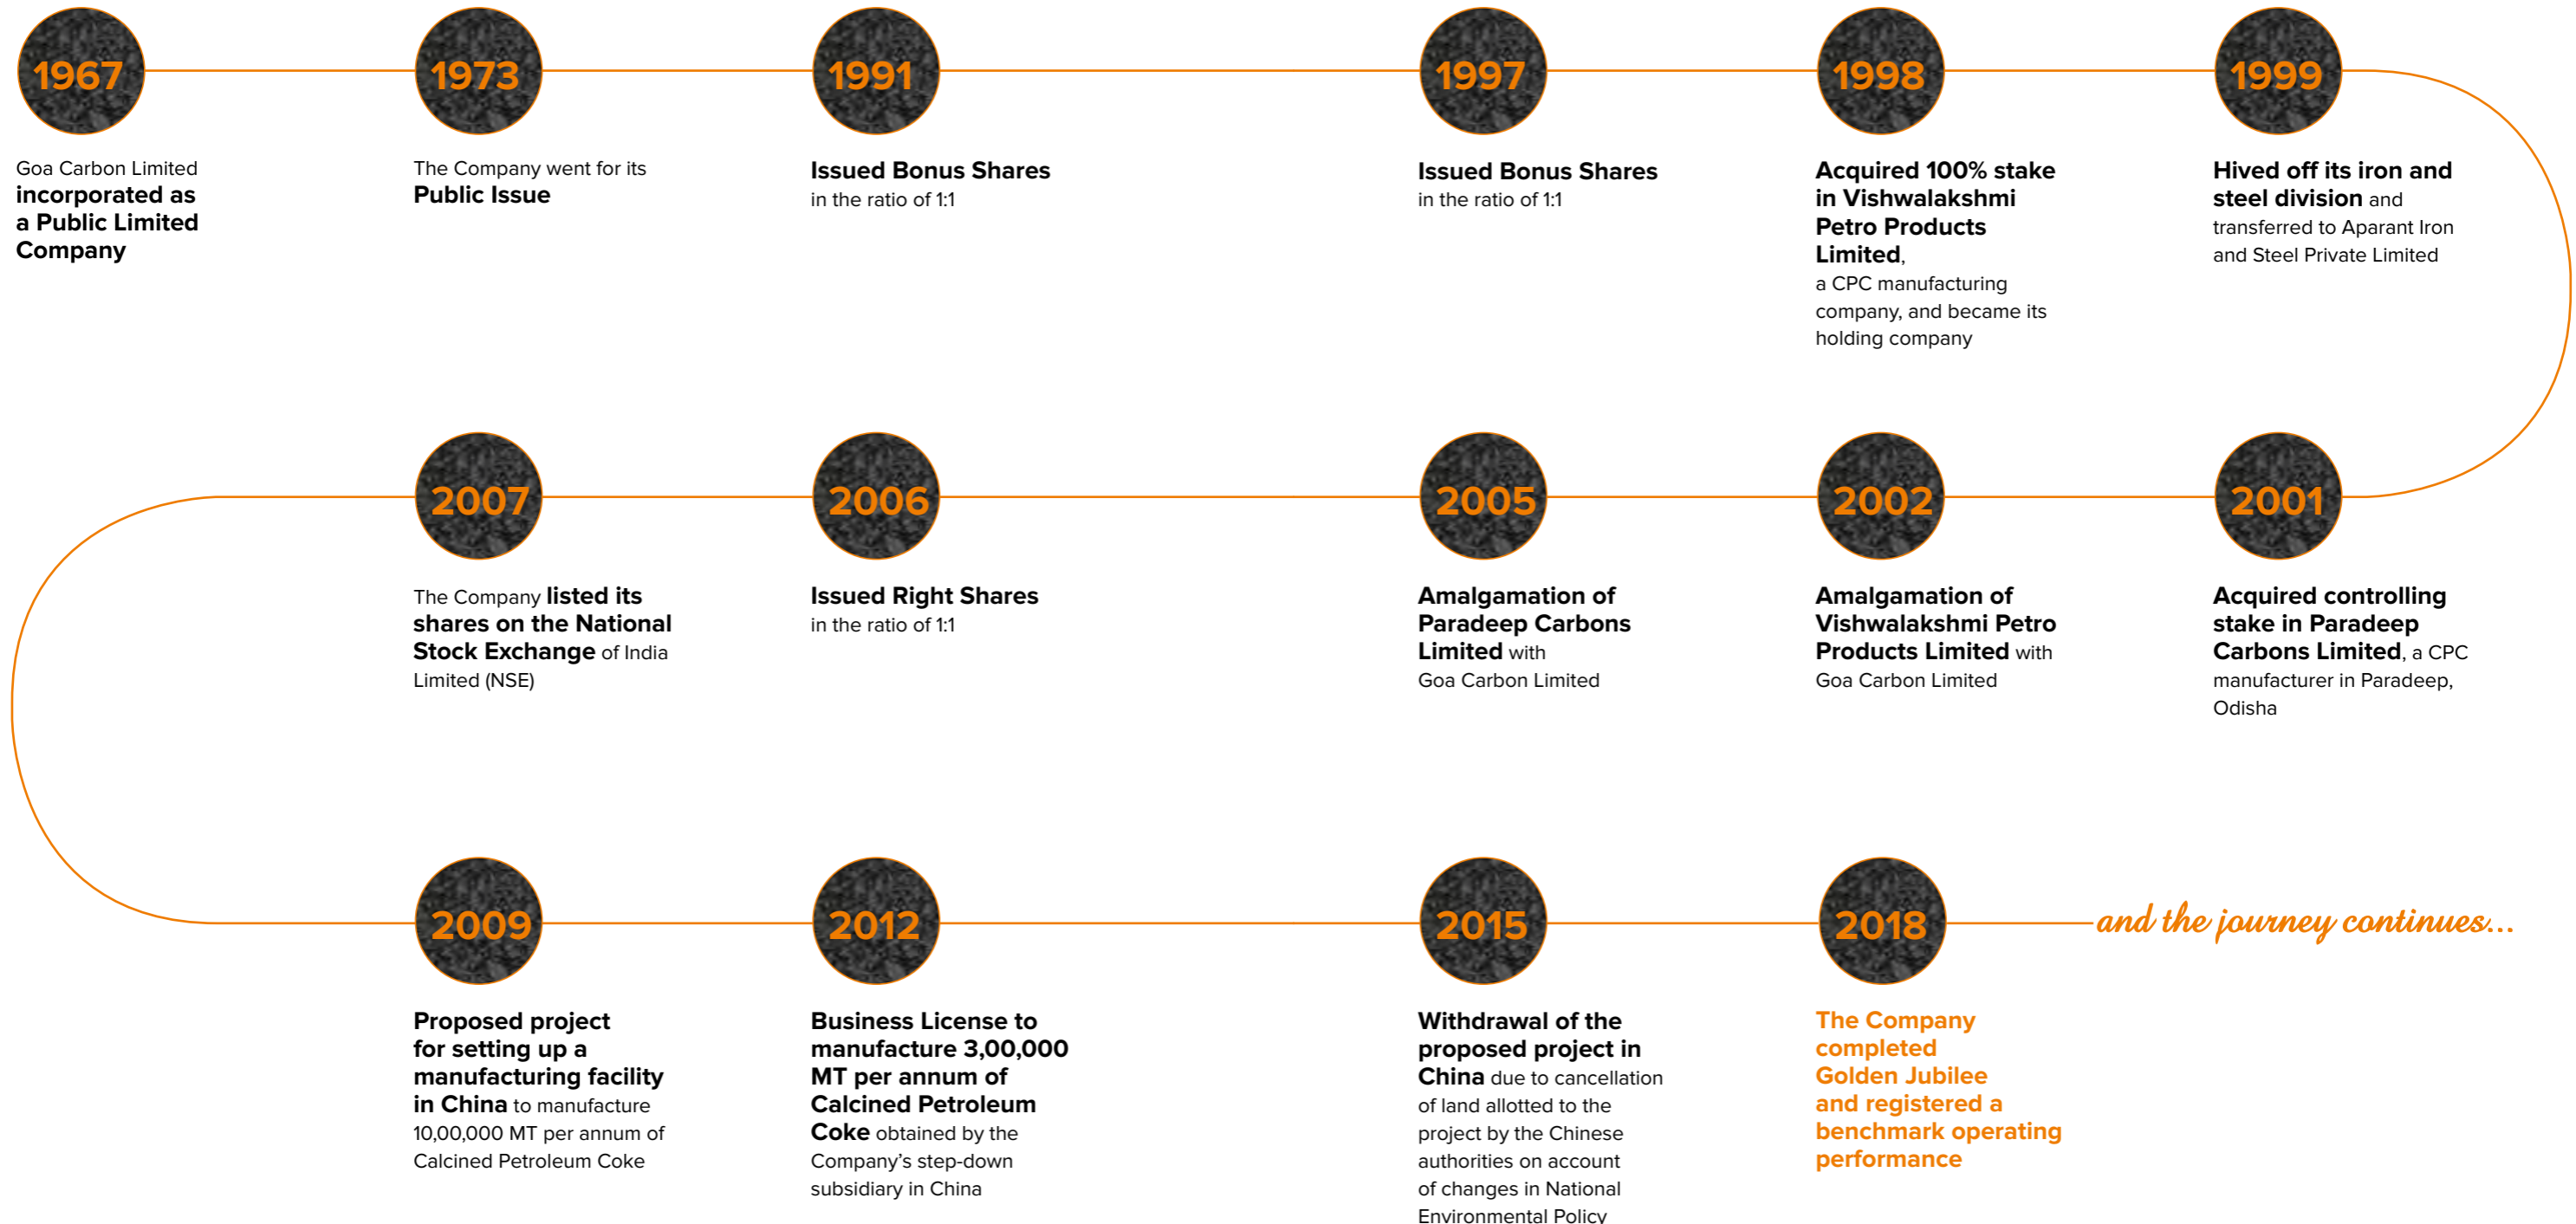 1967
Goa Carbon Limited
incorporated as
a Public Limited
Company
1973
The Company went for its
Public Issue
1991
Issued Bonus Shares
in the ratio of 1:1
1997
Issued Bonus Shares
in the ratio of 1:1
1998
Acquired 100% stake
in Vishwalakshmi
Petro Products
Limited,
a CPC manufacturing
company, and became its
holding company
1999
Hived off its iron and
steel division and
transferred to Aparant Iron
and Steel Private Limited
2001
Acquired controlling
stake in Paradeep
Carbons Limited, a CPC
manufacturer in Paradeep,
Odisha
2002
Amalgamation of
Vishwalakshmi Petro
Products Limited with
Goa Carbon Limited
2005
Amalgamation of
Paradeep Carbons
Limited with
Goa Carbon Limited
2006
Issued Right Shares
in the ratio of 1:1
2007
The Company listed its
shares on the National
Stock Exchange of India
Limited (NSE)
2009
Proposed project
for setting up a
manufacturing facility
in China to manufacture
10,00,000 MT per annum of
Calcined Petroleum Coke
2012
Business License to
manufacture 3,00,000
MT per annum of
Calcined Petroleum
Coke obtained by the
Company's step-down
subsidiary in China
2015
Withdrawal of the
proposed project in
China due to cancellation
of land allotted to the
project by the Chinese
authorities on account
of changes in National
Environmental Policy
2018
The Company
completed
Golden Jubilee
and registered a
benchmark operating
performance
and the journey continues...